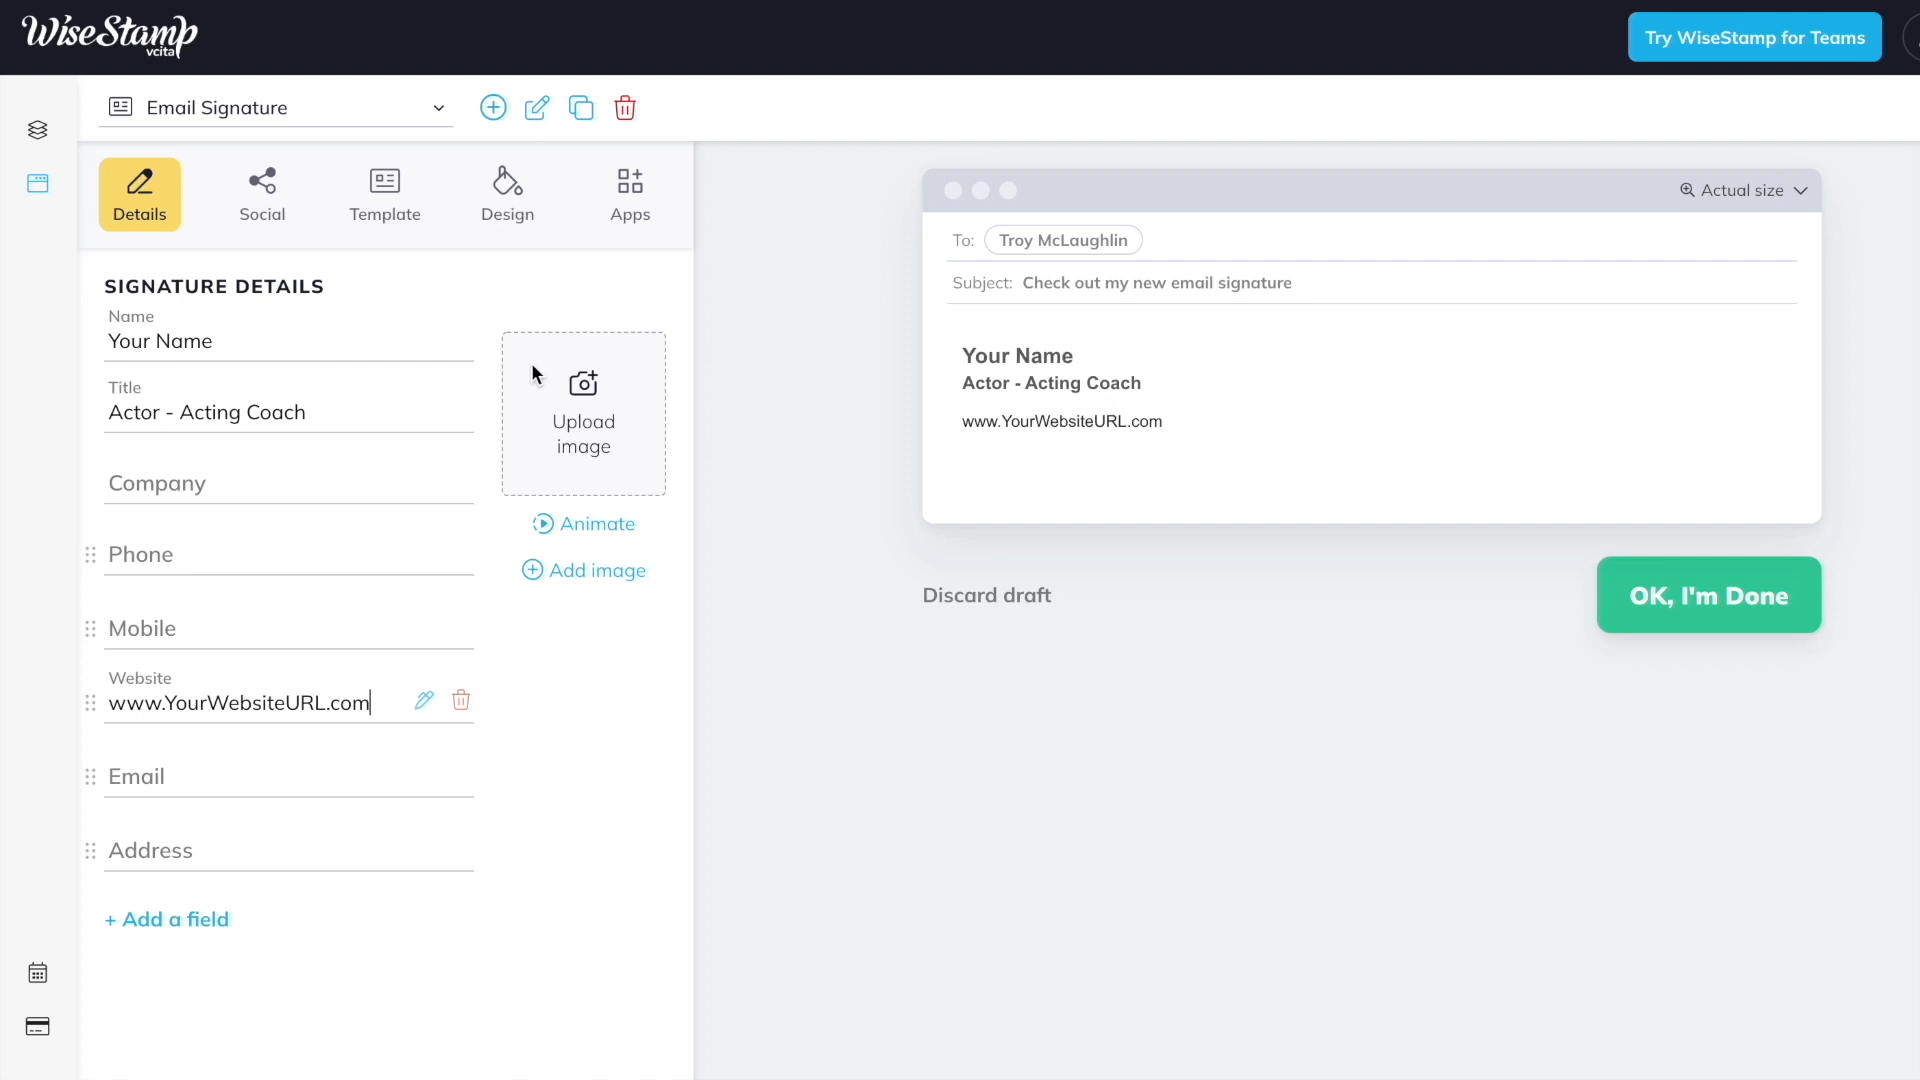 WiseStamp
vcita
Try WiseStamp for Teams
Email Signature
Details
Social
Template
Design
Apps
SIGNATURE DETAILS
Name
Your Name
Title
Actor - Acting Coach
Company
Phone
Mobile
Website
www.YourWebsiteURL.com
Email
Address
+ Add a field
Upload
image
Animate
Add image
Actual size
To: Troy McLaughlin
Subject: Check out my new email signature
Your Name
Actor - Acting Coach
www.YourWebsiteURL.com
Discard draft
OK, I'm Done